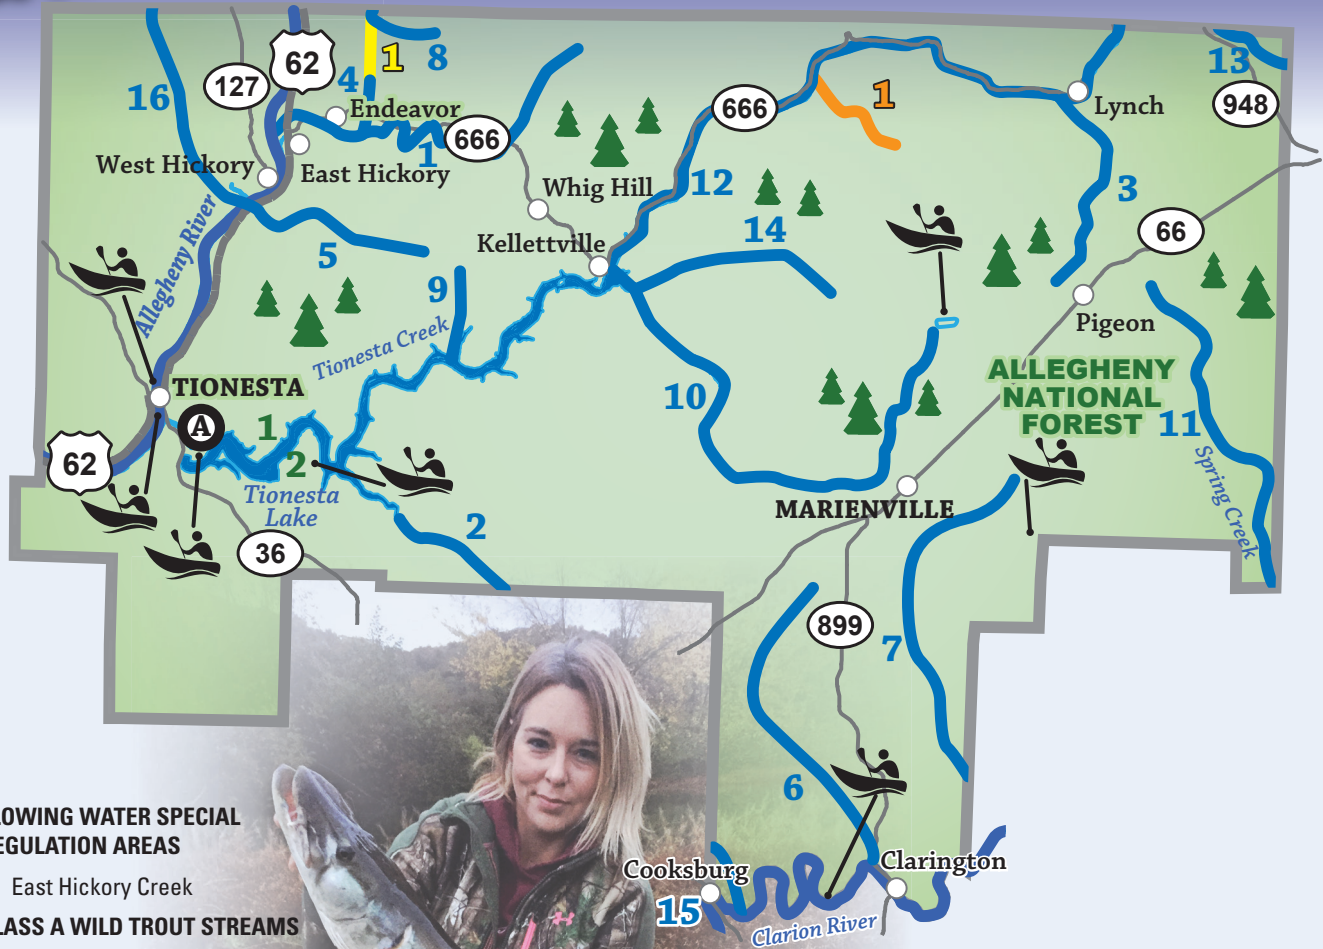 62
127
16
4
1
8
Endeavor
666
1
West Hickory
East Hickory
Whig Hill
Kellettville
Allegheny River
5
9
Tionesta Creek
666
1
12
14
Lynch
13
948
3
66
Pigeon
TIONESTA
A
1
2
Tionesta
Lake
62
36
2
10
ALLEGHENY
NATIONAL
FOREST
11
Spring Creek
MARIENVILLE
899
7
6
Cooksburg
15
Clarington
Clarion River
LOWING WATER SPECIAL
EGULATION AREAS
East Hickory Creek
LASS A WILD TROUT STREAMS